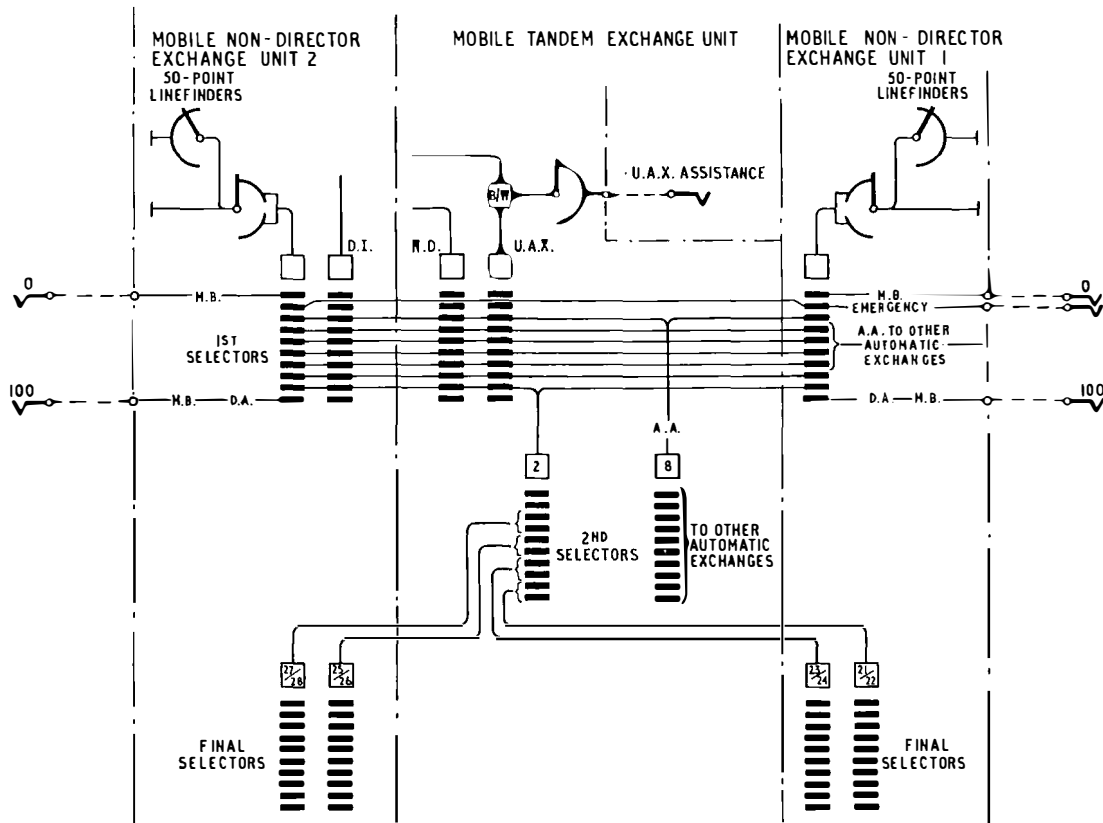 MOBILE NON-DIRECTOR
EXCHANGE UNIT 2
50-POINT
LINEFINDERS
MOBILE TANDEM EXCHANGE UNIT
MOBILE NON-DIRECTOR
EXCHANGE UNIT 1
50-POINT
LINEFINDERS
U.A.X. ASSISTANCE
B/W
D.I.
U.A.X.
0
M.B.
M.B.
0
EMERGENCY
1ST
SELECTORS
A.A. TO OTHER
AUTOMATIC
EXCHANGES
100
M.B. D.A.
D.A M.B.
100
A.A.
2
8
2ND
SELECTORS
TO OTHER
AUTOMATIC
EXCHANGES
27/28
25/26
23/24
21/22
FINAL
SELECTORS
FINAL
SELECTORS